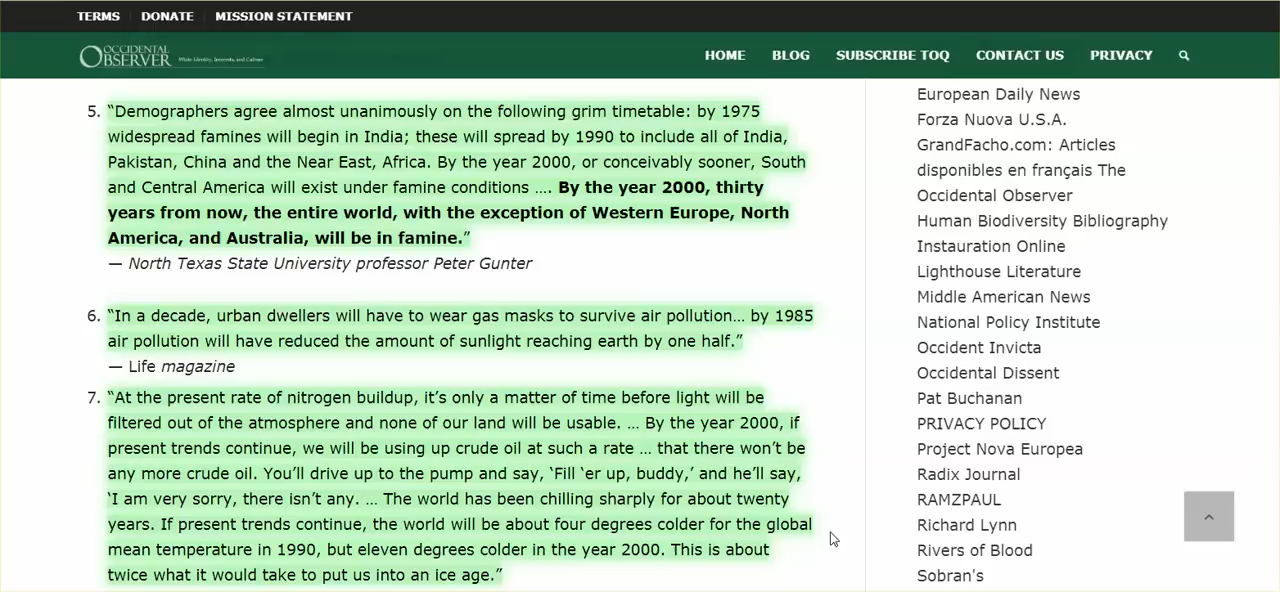 TERMS DONATE MISSION STATEMENT
OCCIDENTAL
OBSERVER White Identity, Interests, and Culture
HOME BLOG SUBSCRIBE TOQ CONTACT US PRIVACY
5. “Demographers agree almost unanimously on the following grim timetable: by 1975
widespread famines will begin in India; these will spread by 1990 to include all of India,
Pakistan, China and the Near East, Africa. By the year 2000, or conceivably sooner, South
and Central America will exist under famine conditions …. By the year 2000, thirty
years from now, the entire world, with the exception of Western Europe, North
America, and Australia, will be in famine.”
— North Texas State University professor Peter Gunter
6. “In a decade, urban dwellers will have to wear gas masks to survive air pollution… by 1985
air pollution will have reduced the amount of sunlight reaching earth by one half.”
— Life magazine
7. “At the present rate of nitrogen buildup, it’s only a matter of time before light will be
filtered out of the atmosphere and none of our land will be usable. … By the year 2000, if
present trends continue, we will be using up crude oil at such a rate … that there won’t be
any more crude oil. You’ll drive up to the pump and say, ‘Fill ‘er up, buddy,’ and he’ll say,
‘I am very sorry, there isn’t any. … The world has been chilling sharply for about twenty
years. If present trends continue, the world will be about four degrees colder for the global
mean temperature in 1990, but eleven degrees colder in the year 2000. This is about
twice what it would take to put us into an ice age.”
European Daily News
Forza Nuova U.S.A.
GrandFacho.com: Articles
disponibles en français The
Occidental Observer
Human Biodiversity Bibliography
Instauration Online
Lighthouse Literature
Middle American News
National Policy Institute
Occident Invicta
Occidental Dissent
Pat Buchanan
PRIVACY POLICY
Project Nova Europea
Radix Journal
RAMZPAUL
Richard Lynn
Rivers of Blood
Sobran's